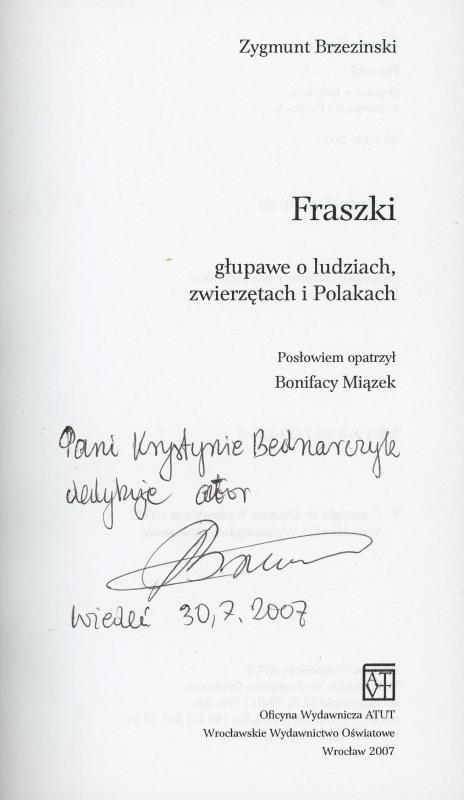 Zygmunt Brzezinski
Fraszki
głupawe o ludziach,
zwierzętach i Polakach
Posłowiem opatrzył
Bonifacy Miązek
Pani Krystynie Bednarczyk
dedykuje autor
Wiedeń 30,7.2007
ATUT
Oficyna Wydawnicza ATUT
Wrocławskie Wydawnictwo Oświatowe
Wrocław 2007